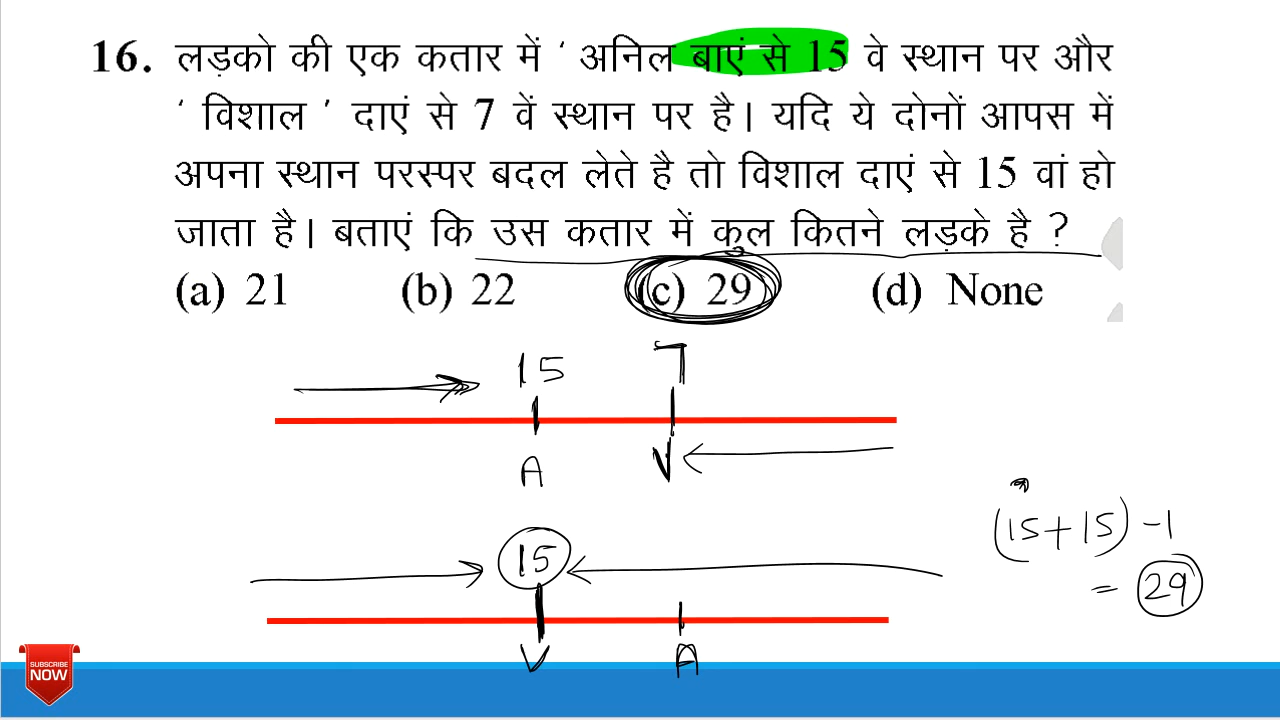 16. लड़को की एक कतार में ' अनिल बाएं से 15 वे स्थान पर और
' विशाल ' दाएं से 7 वें स्थान पर है। यदि ये दोनों आपस में
अपना स्थान परस्पर बदल लेते है तो विशाल दाएं से 15 वां हो
जाता है। बताएं कि उस कतार में कुल कितने लड़के है ?
(a) 21 (b) 22 (c) 29 (d) None
15 7
A V
(15+15) -1
15
= 29
V A
SUBSCRIBE
NOW